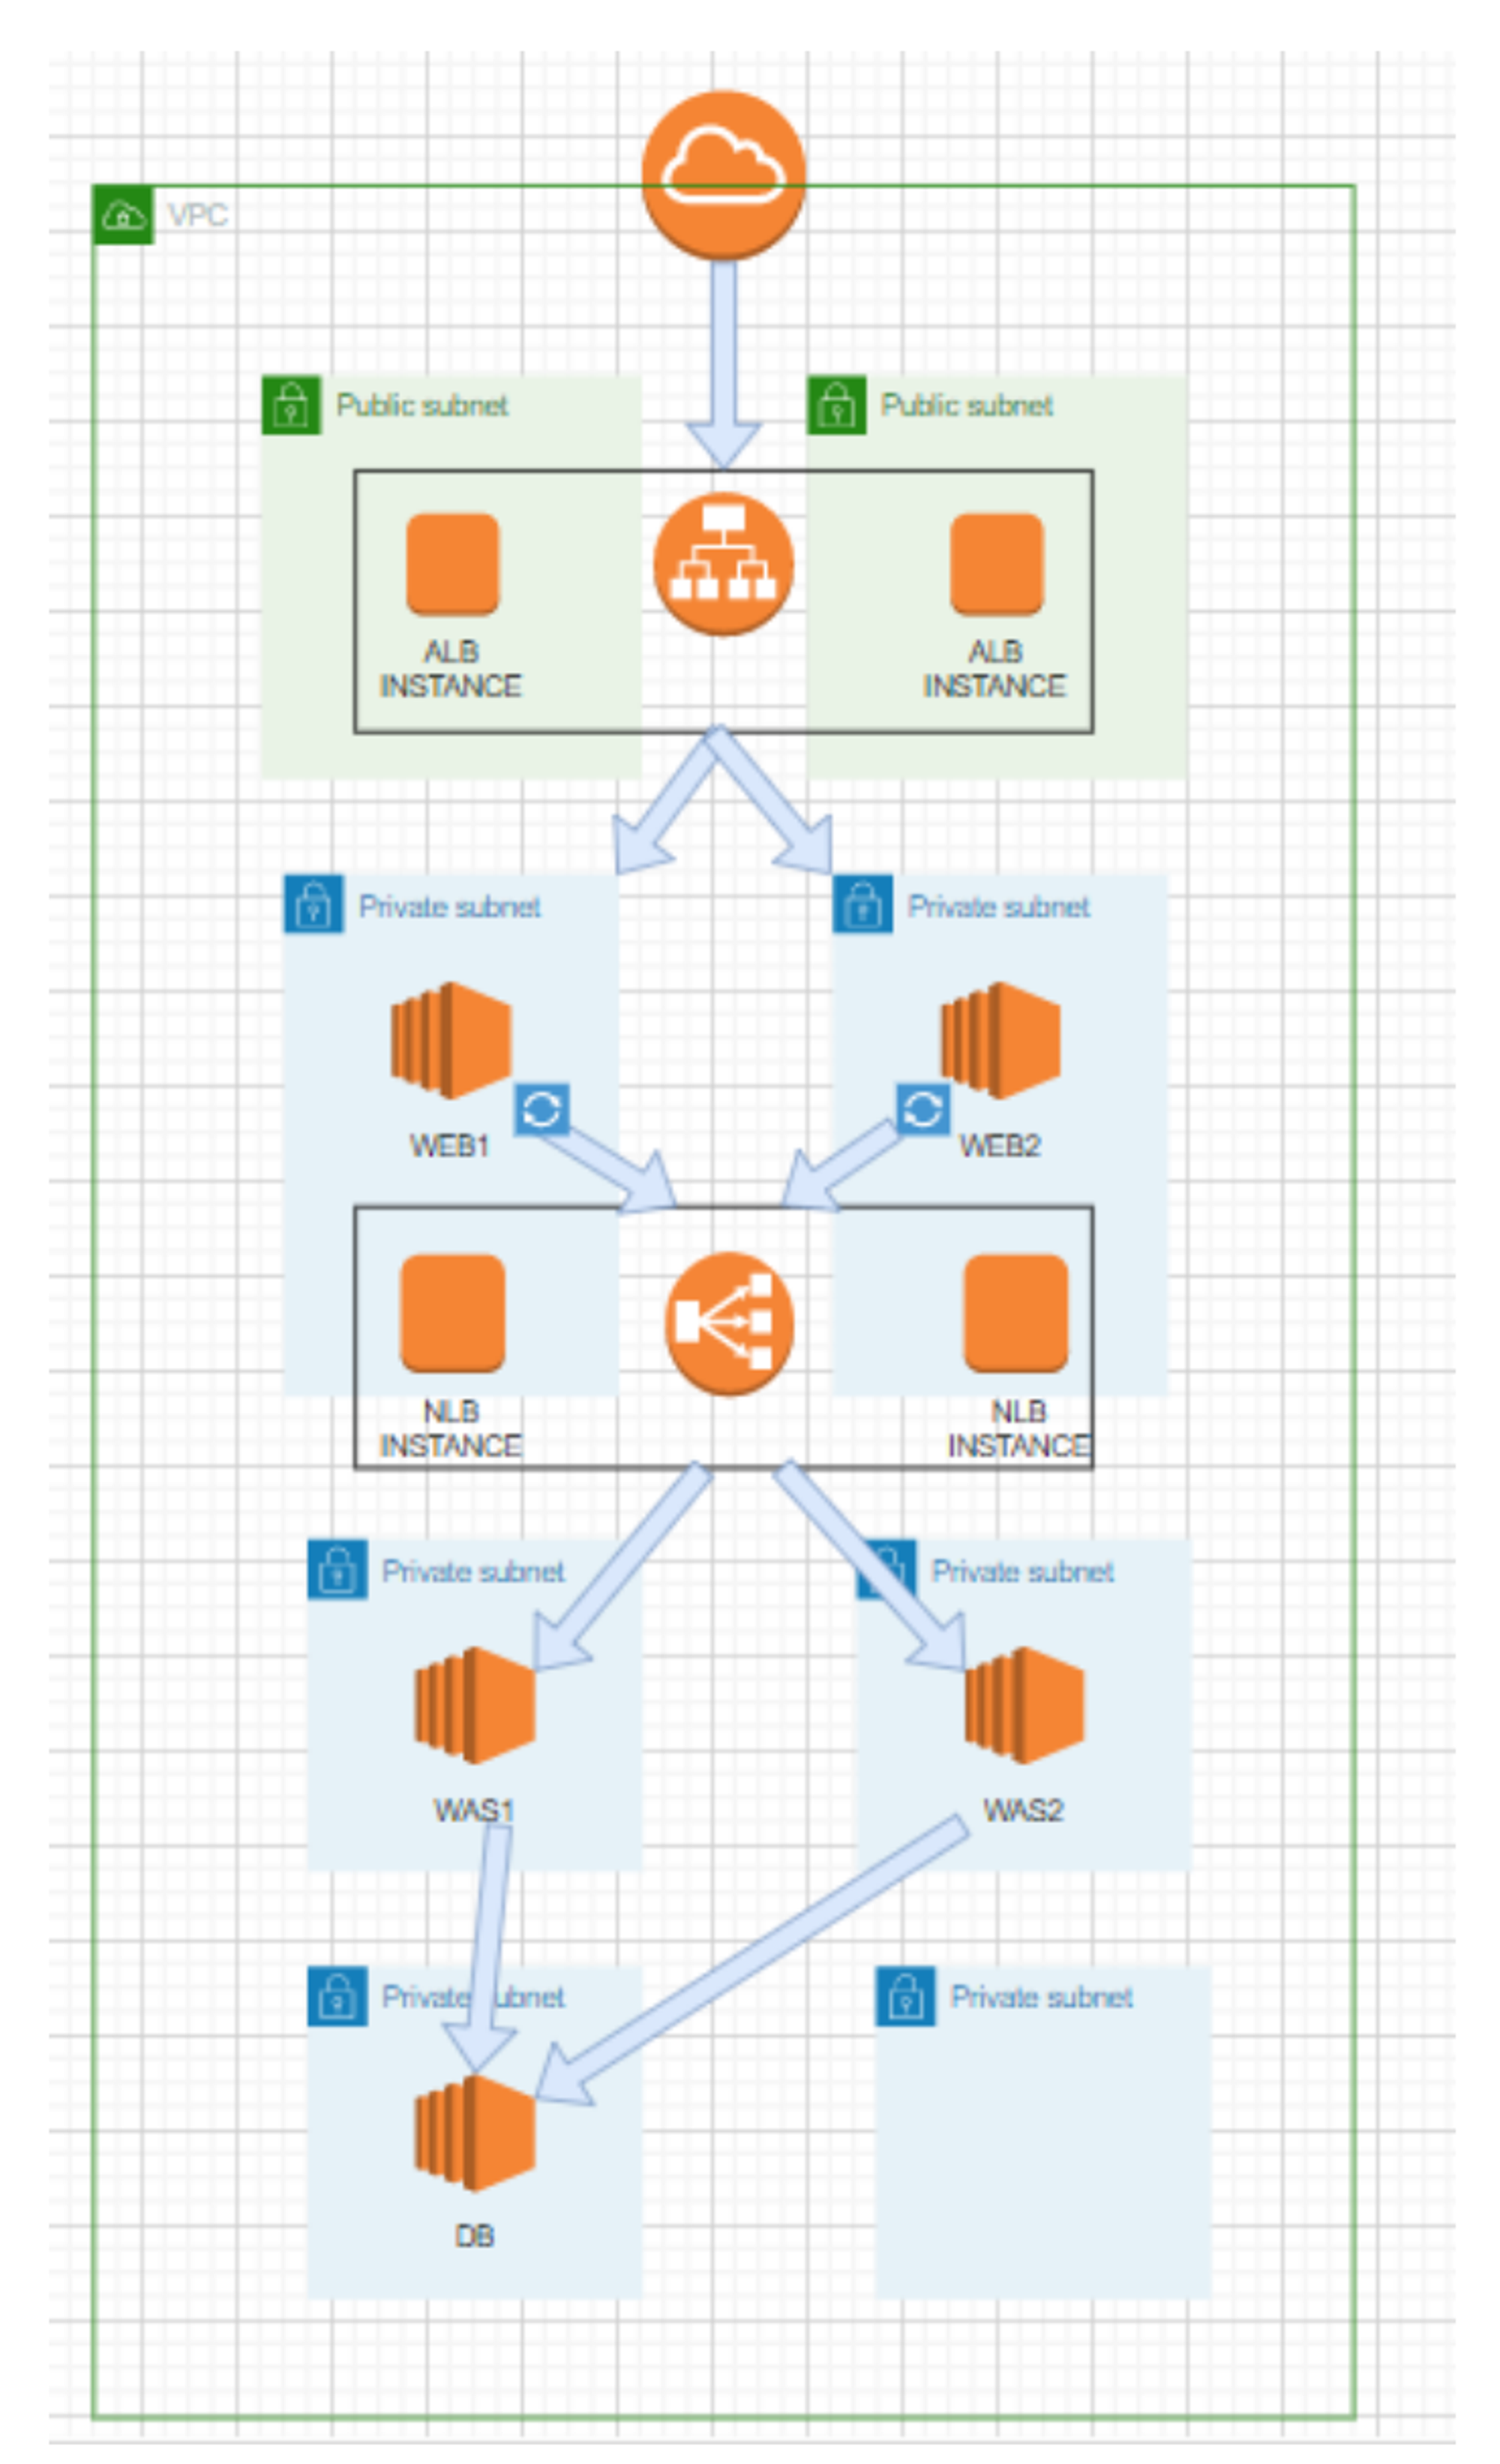 VPC
Public subnet
Public subnet
ALB
INSTANCE
ALB
INSTANCE
Private subnet
Private subnet
WEB1
WEB2
NLB
INSTANCE
NLB
INSTANCE
Private subnet
Private subnet
WAS1
WAS2
Private ubnet
Private subnet
DB